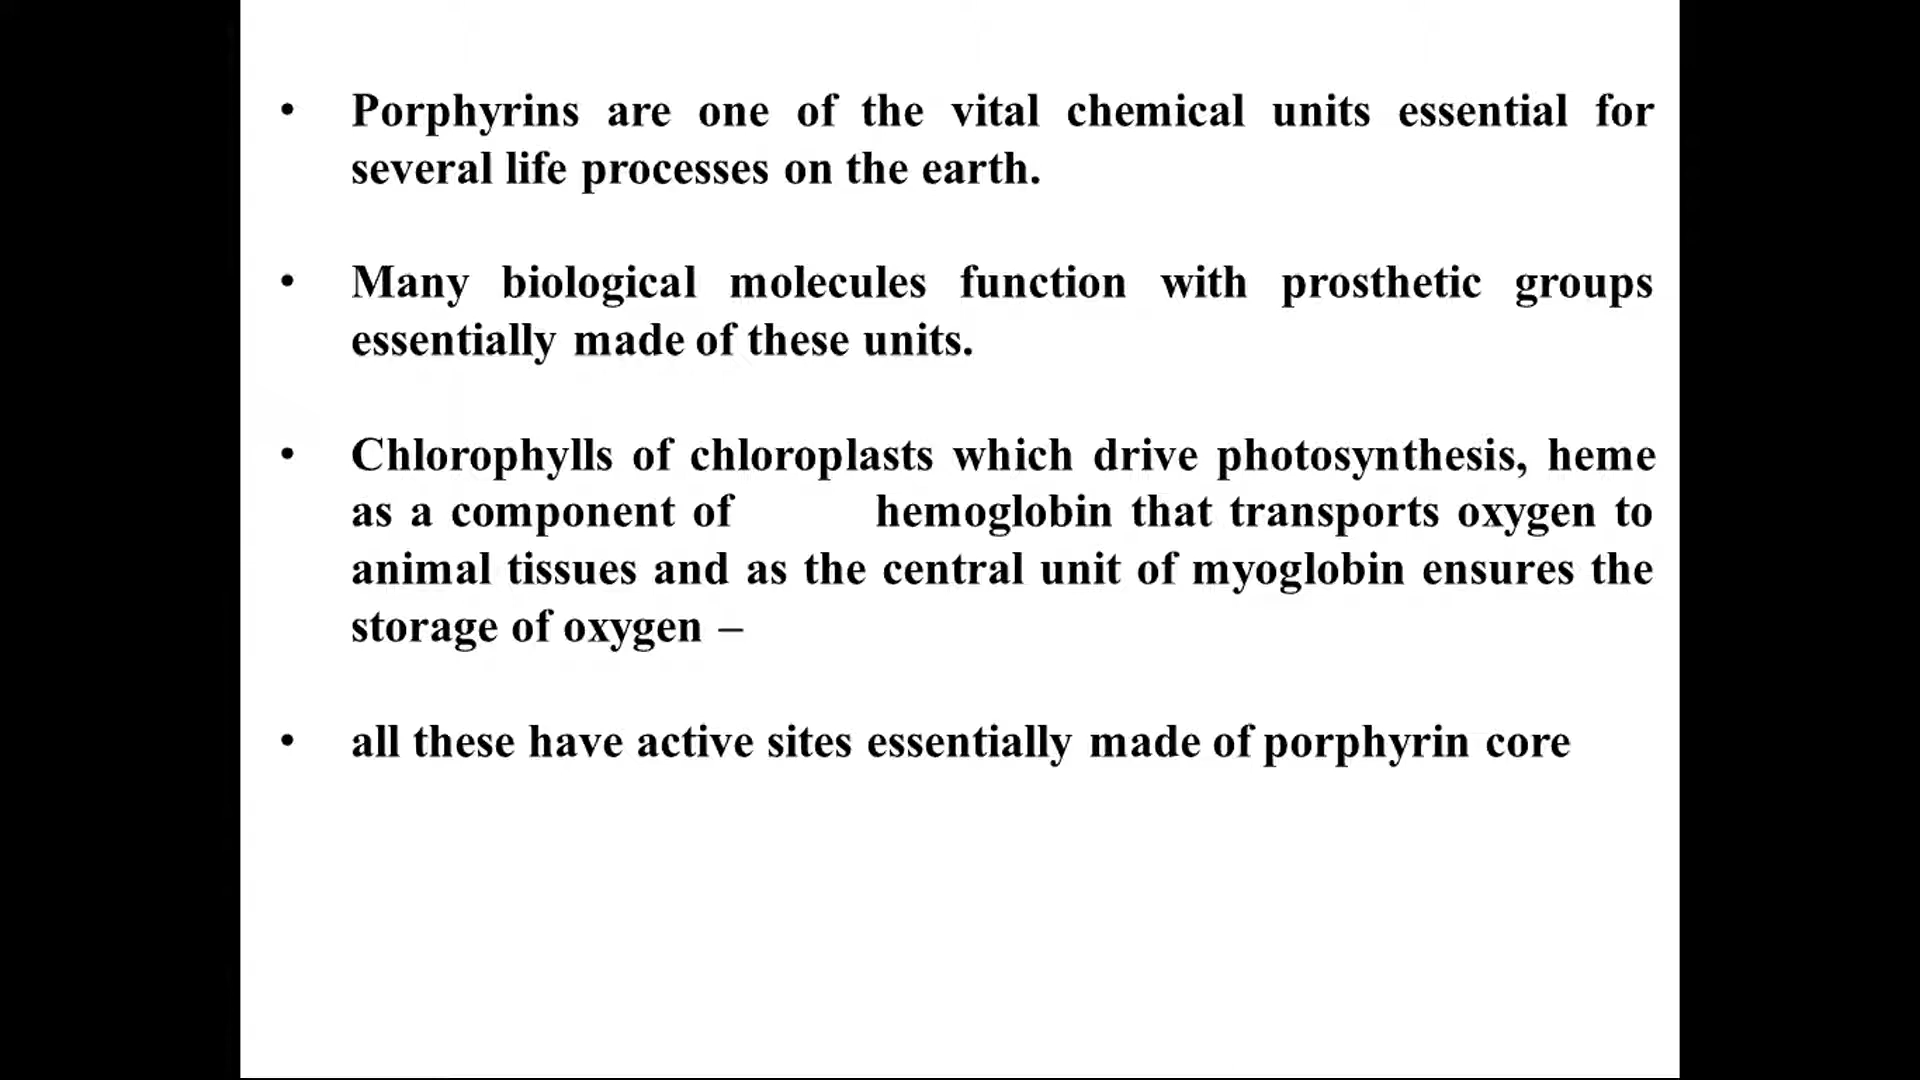 • Porphyrins are one of the vital chemical units essential for
several life processes on the earth.
• Many biological molecules function with prosthetic groups
essentially made of these units.
• Chlorophylls of chloroplasts which drive photosynthesis, heme
as a component of hemoglobin that transports oxygen to
animal tissues and as the central unit of myoglobin ensures the
storage of oxygen –
• all these have active sites essentially made of porphyrin core